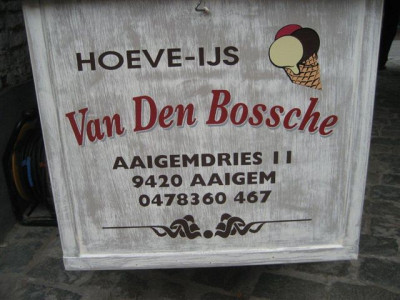 HOEVE-IJS
Van Den Bossche
AAIGEMDRIES 11
9420 AAIGEM
0478360 467